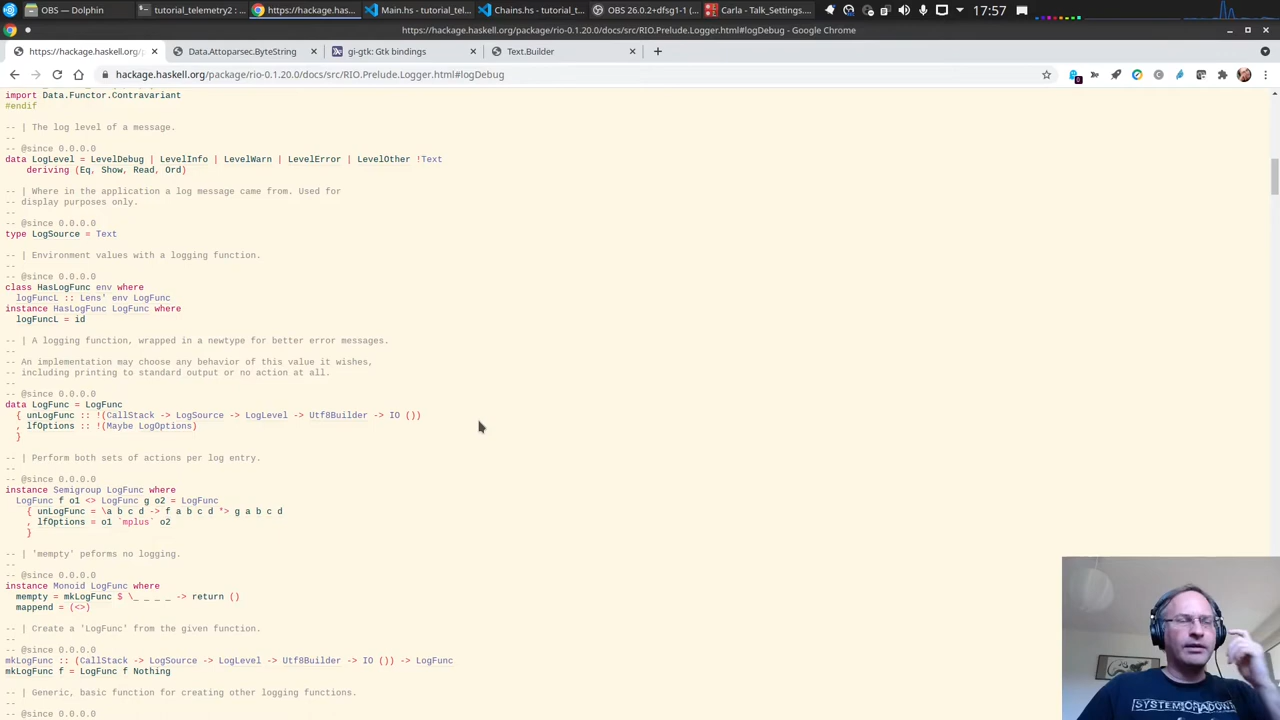 OBS — Dolphin
tutorial_telemetry2 : ...
https://hackage.has...
Main.hs - tutorial_tel...
Chains.hs - tutorial_t...
OBS 26.0.2+dfsg1-1 (...
Carla - Talk_Settings....
17:57
https://hackage.haskell.org/package/rio-0.1.20.0/docs/src/RIO.Prelude.Logger.html#logDebug - Google Chrome
https://hackage.haskell.org/p
Data.Attoparsec.ByteString
gi-gtk: Gtk bindings
Text.Builder
hackage.haskell.org/package/rio-0.1.20.0/docs/src/RIO.Prelude.Logger.html#logDebug
import Data.Functor.Contravariant
#endif
-- | The log level of a message.
--
-- @since 0.0.0.0
data LogLevel = LevelDebug | LevelInfo | LevelWarn | LevelError | LevelOther !Text
deriving (Eq, Show, Read, Ord)
-- | Where in the application a log message came from. Used for
-- display purposes only.
--
-- @since 0.0.0.0
type LogSource = Text
-- | Environment values with a logging function.
--
-- @since 0.0.0.0
class HasLogFunc env where
logFuncL :: Lens' env LogFunc
instance HasLogFunc LogFunc where
logFuncL = id
-- | A logging function, wrapped in a newtype for better error messages.
--
-- An implementation may choose any behavior of this value it wishes,
-- including printing to standard output or no action at all.
--
-- @since 0.0.0.0
data LogFunc = LogFunc
{ unLogFunc :: !(CallStack -> LogSource -> LogLevel -> Utf8Builder -> IO ())
, lfOptions :: !(Maybe LogOptions)
}
-- | Perform both sets of actions per log entry.
--
-- @since 0.0.0.0
instance Semigroup LogFunc where
LogFunc f o1 <> LogFunc g o2 = LogFunc
{ unLogFunc = \a b c d -> f a b c d *> g a b c d
, lfOptions = o1 `mplus` o2
}
-- | 'mempty' peforms no logging.
--
-- @since 0.0.0.0
instance Monoid LogFunc where
mempty = mkLogFunc $ \_ _ _ _ -> return ()
mappend = (<>)
-- | Create a 'LogFunc' from the given function.
--
-- @since 0.0.0.0
mkLogFunc :: (CallStack -> LogSource -> LogLevel -> Utf8Builder -> IO ()) -> LogFunc
mkLogFunc f = LogFunc f Nothing
-- | Generic, basic function for creating other logging functions.
--
-- @since 0.0.0.0